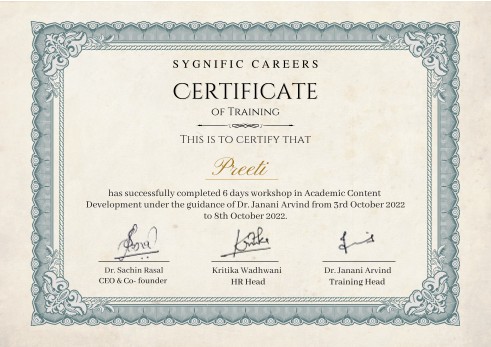 SYGNIFIC CAREERS
CERTIFICATE
OF TRAINING
THIS IS TO CERTIFY THAT
Preeti
has successfully completed 6 days workshop in Academic Content
Development under the guidance of Dr. Janani Arvind from 3rd October 2022
to 8th October 2022.
Dr. Sachin Rasal Kritika Wadhwani Dr. Janani Arvind
CEO & Co- founder HR Head Training Head